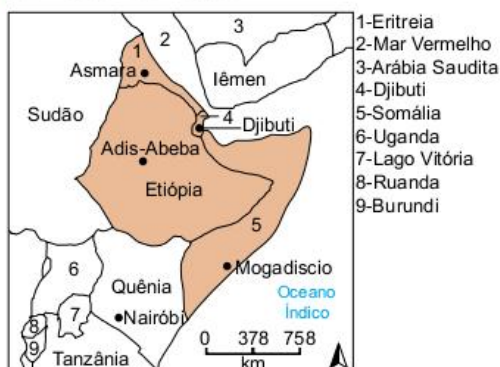 1-Eritreia
2-Mar Vermelho
3-Arábia Saudita
4-Djibuti
5-Somália
6-Uganda
7-Lago Vitória
8-Ruanda
9-Burundi
1
2
3
Asmara
Iêmen
Sudão
4
Djibuti
Adis-Abeba
Etiópia
5
6
Quênia
Mogadiscio
Oceano
Índico
7
Nairóbi
8
9
Tanzânia
0 378 758
km